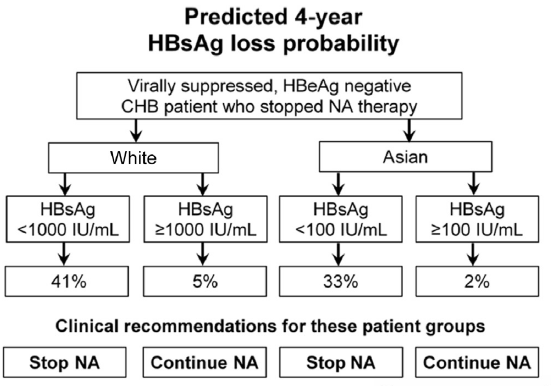 Predicted 4-year
HBsAg loss probability
Virally suppressed, HBeAg negative
CHB patient who stopped NA therapy
White
Asian
HBsAg
<1000 IU/mL
HBsAg
≥1000 IU/mL
HBsAg
<100 IU/mL
HBsAg
≥100 IU/mL
41%
5%
33%
2%
Clinical recommendations for these patient groups
Stop NA
Continue NA
Stop NA
Continue NA